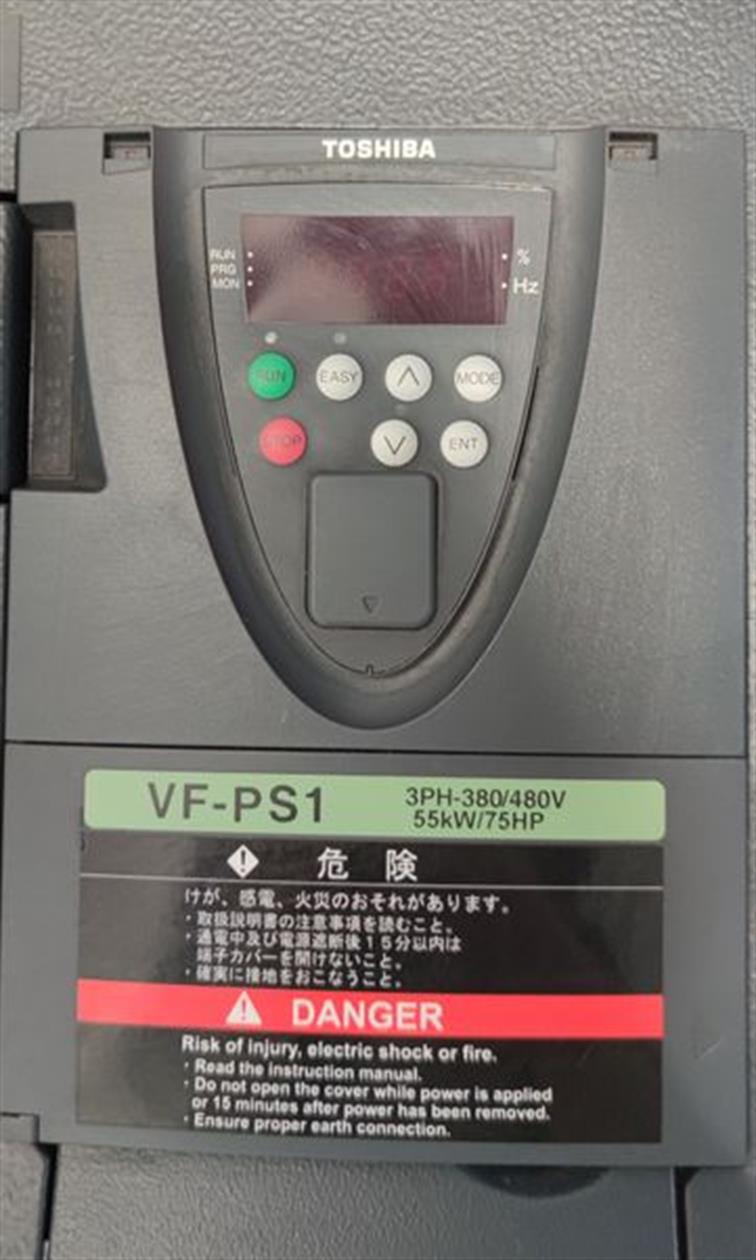 TOSHIBA
RUN
PRG
MON
%
Hz
RUN
EASY
MODE
STOP
ENT
VF-PS1
3PH-380/480V
55kW/75HP
危険
けが、感電、火災のおそれがあります。
・取扱説明書の注意事項を読むこと。
・通電中及び電源遮断後15分以内は
端子カバーを開けないこと。
・確実に接地をおこなうこと。
DANGER
Risk of injury, electric shock or fire.
・Read the instruction manual.
・Do not open the cover while power is applied
or 15 minutes after power has been removed.
・Ensure proper earth connection.